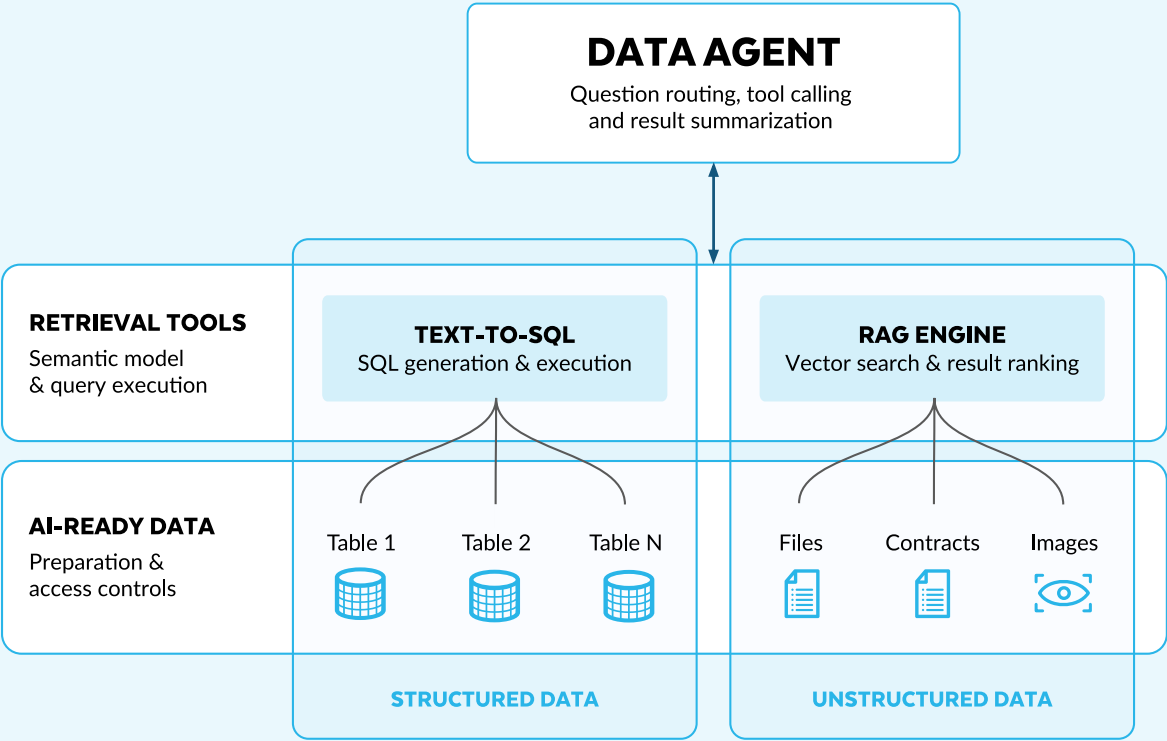 DATA AGENT
Question routing, tool calling
and result summarization
RETRIEVAL TOOLS
Semantic model
& query execution
TEXT-TO-SQL
SQL generation & execution
RAG ENGINE
Vector search & result ranking
AI-READY DATA
Preparation &
access controls
Table 1
Table 2
Table N
Files
Contracts
Images
STRUCTURED DATA
UNSTRUCTURED DATA